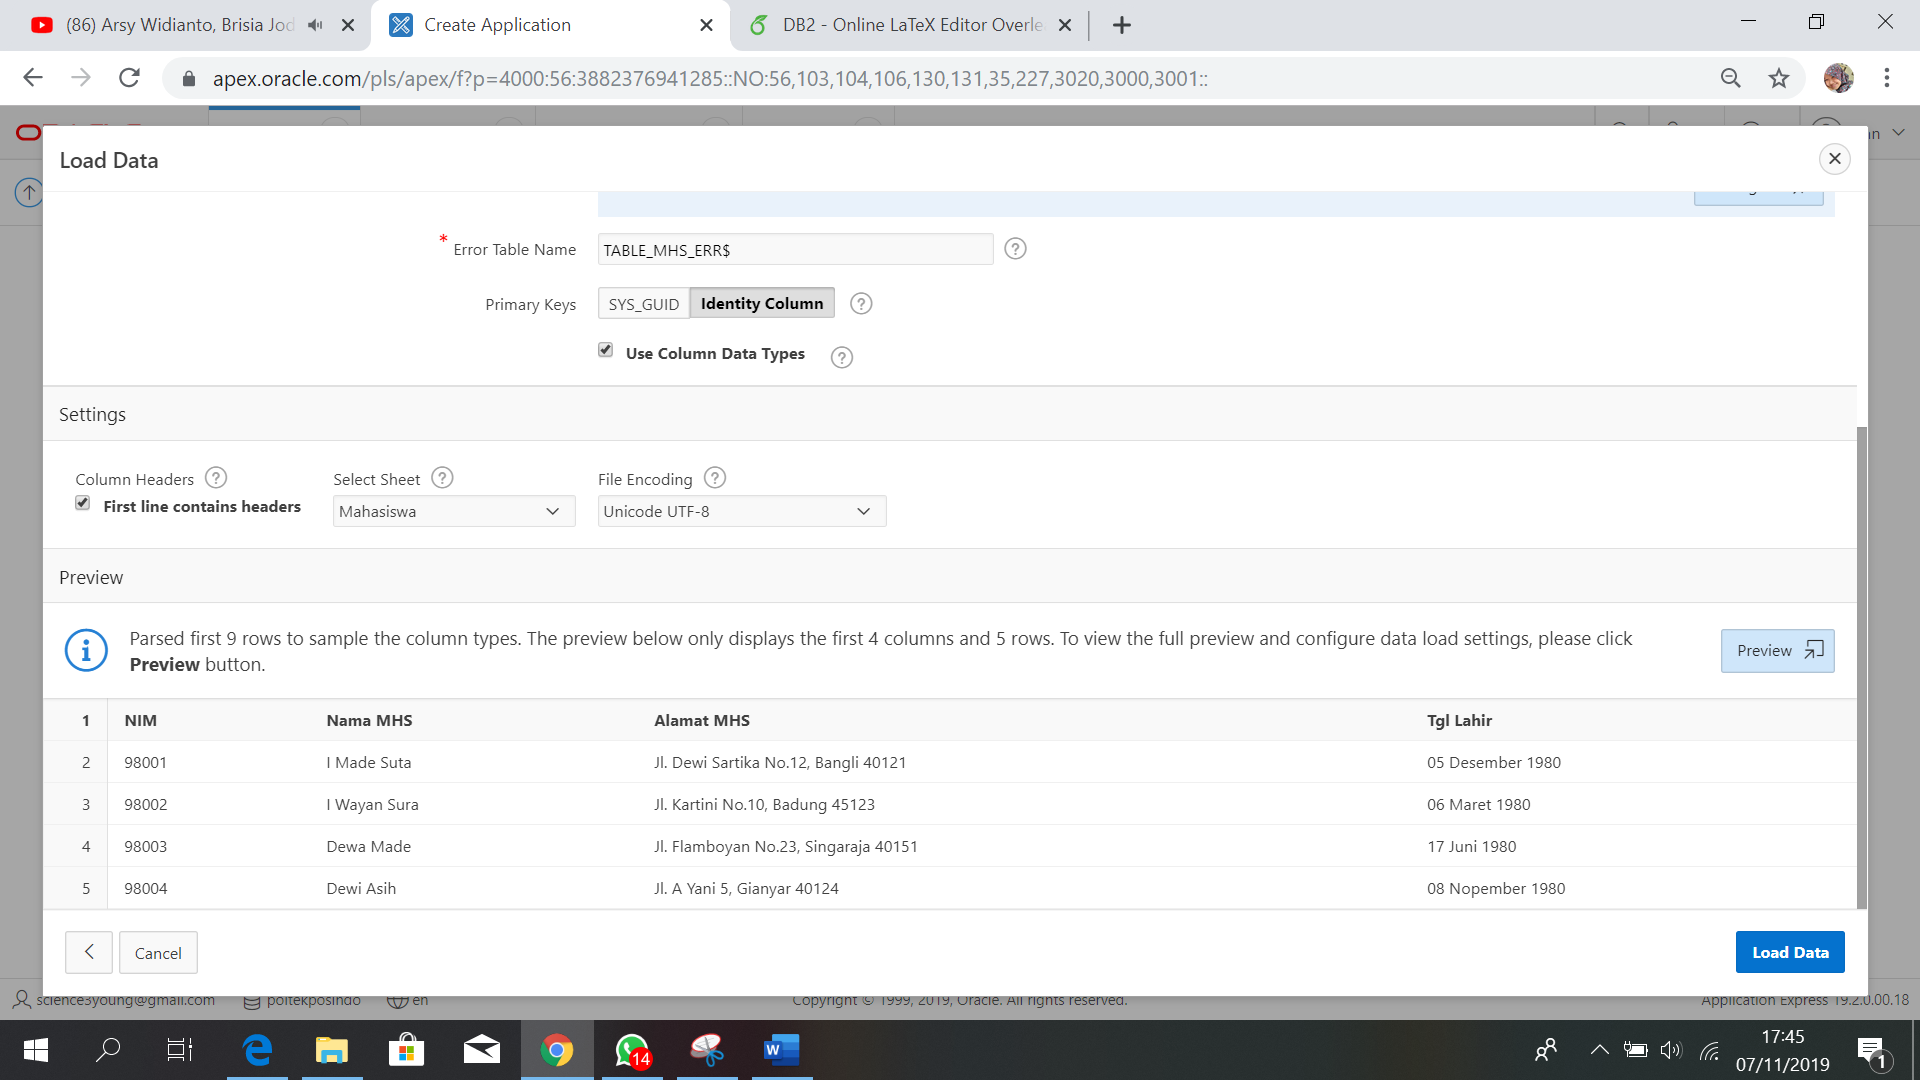 (86) Arsy Widianto, Brisia Jod
Create Application
DB2 - Online LaTeX Editor Overle
apex.oracle.com/pls/apex/f?p=4000:56:3882376941285::NO:56,103,104,106,130,131,35,227,3020,3000,3001::
Load Data
* Error Table Name
TABLE_MHS_ERR$
?
Primary Keys
SYS_GUID
Identity Column
?
Use Column Data Types
?
Settings
Column Headers ?
Select Sheet ?
File Encoding ?
First line contains headers
Mahasiswa
Unicode UTF-8
Preview
Parsed first 9 rows to sample the column types. The preview below only displays the first 4 columns and 5 rows. To view the full preview and configure data load settings, please click
Preview button.
Preview
1 NIM Nama MHS Alamat MHS Tgl Lahir
2 98001 I Made Suta Jl. Dewi Sartika No.12, Bangli 40121 05 Desember 1980
3 98002 I Wayan Sura Jl. Kartini No.10, Badung 45123 06 Maret 1980
4 98003 Dewa Made Jl. Flamboyan No.23, Singaraja 40151 17 Juni 1980
5 98004 Dewi Asih Jl. A Yani 5, Gianyar 40124 08 Nopember 1980
Cancel
Load Data
science3young@gmail.com
poltekposindo
en
Copyright © 1999, 2019, Oracle. All rights reserved.
Application Express 19.2.0.00.18
14
17:45
07/11/2019
1